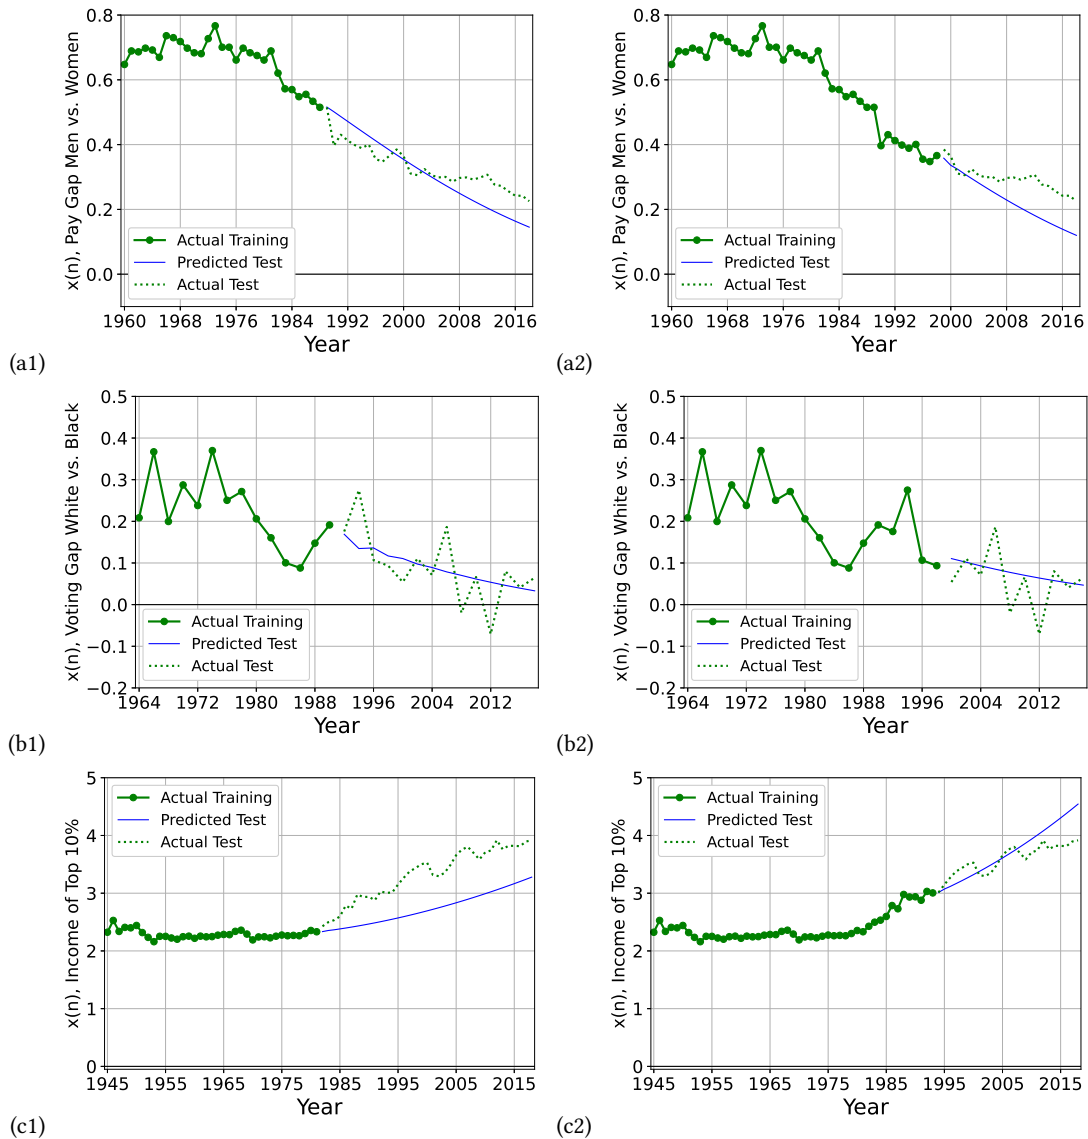 x(n), Pay Gap Men vs. Women
0.8
0.6
0.4
0.2
0.0
Actual Training
Predicted Test
Actual Test
1960 1968 1976 1984 1992 2000 2008 2016
Year
(a1)
x(n), Pay Gap Men vs. Women
0.8
0.6
0.4
0.2
0.0
Actual Training
Predicted Test
Actual Test
1960 1968 1976 1984 1992 2000 2008 2016
Year
(a2)
x(n), Voting Gap White vs. Black
0.5
0.4
0.3
0.2
0.1
0.0
−0.1
−0.2
Actual Training
Predicted Test
Actual Test
1964 1972 1980 1988 1996 2004 2012
Year
(b1)
x(n), Voting Gap White vs. Black
0.5
0.4
0.3
0.2
0.1
0.0
−0.1
−0.2
Actual Training
Predicted Test
Actual Test
1964 1972 1980 1988 1996 2004 2012
Year
(b2)
x(n), Income of Top 10%
5
4
3
2
1
0
Actual Training
Predicted Test
Actual Test
1945 1955 1965 1975 1985 1995 2005 2015
Year
(c1)
x(n), Income of Top 10%
5
4
3
2
1
0
Actual Training
Predicted Test
Actual Test
1945 1955 1965 1975 1985 1995 2005 2015
Year
(c2)